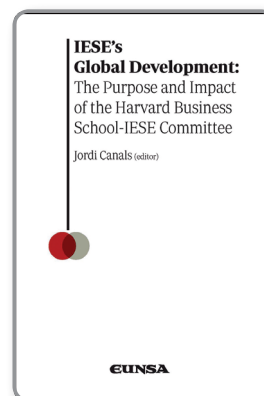 IESE's
Global Development:
The Purpose and Impact
of the Harvard Business
School-IESE Committee
Jordi Canals (editor)
EUNSA